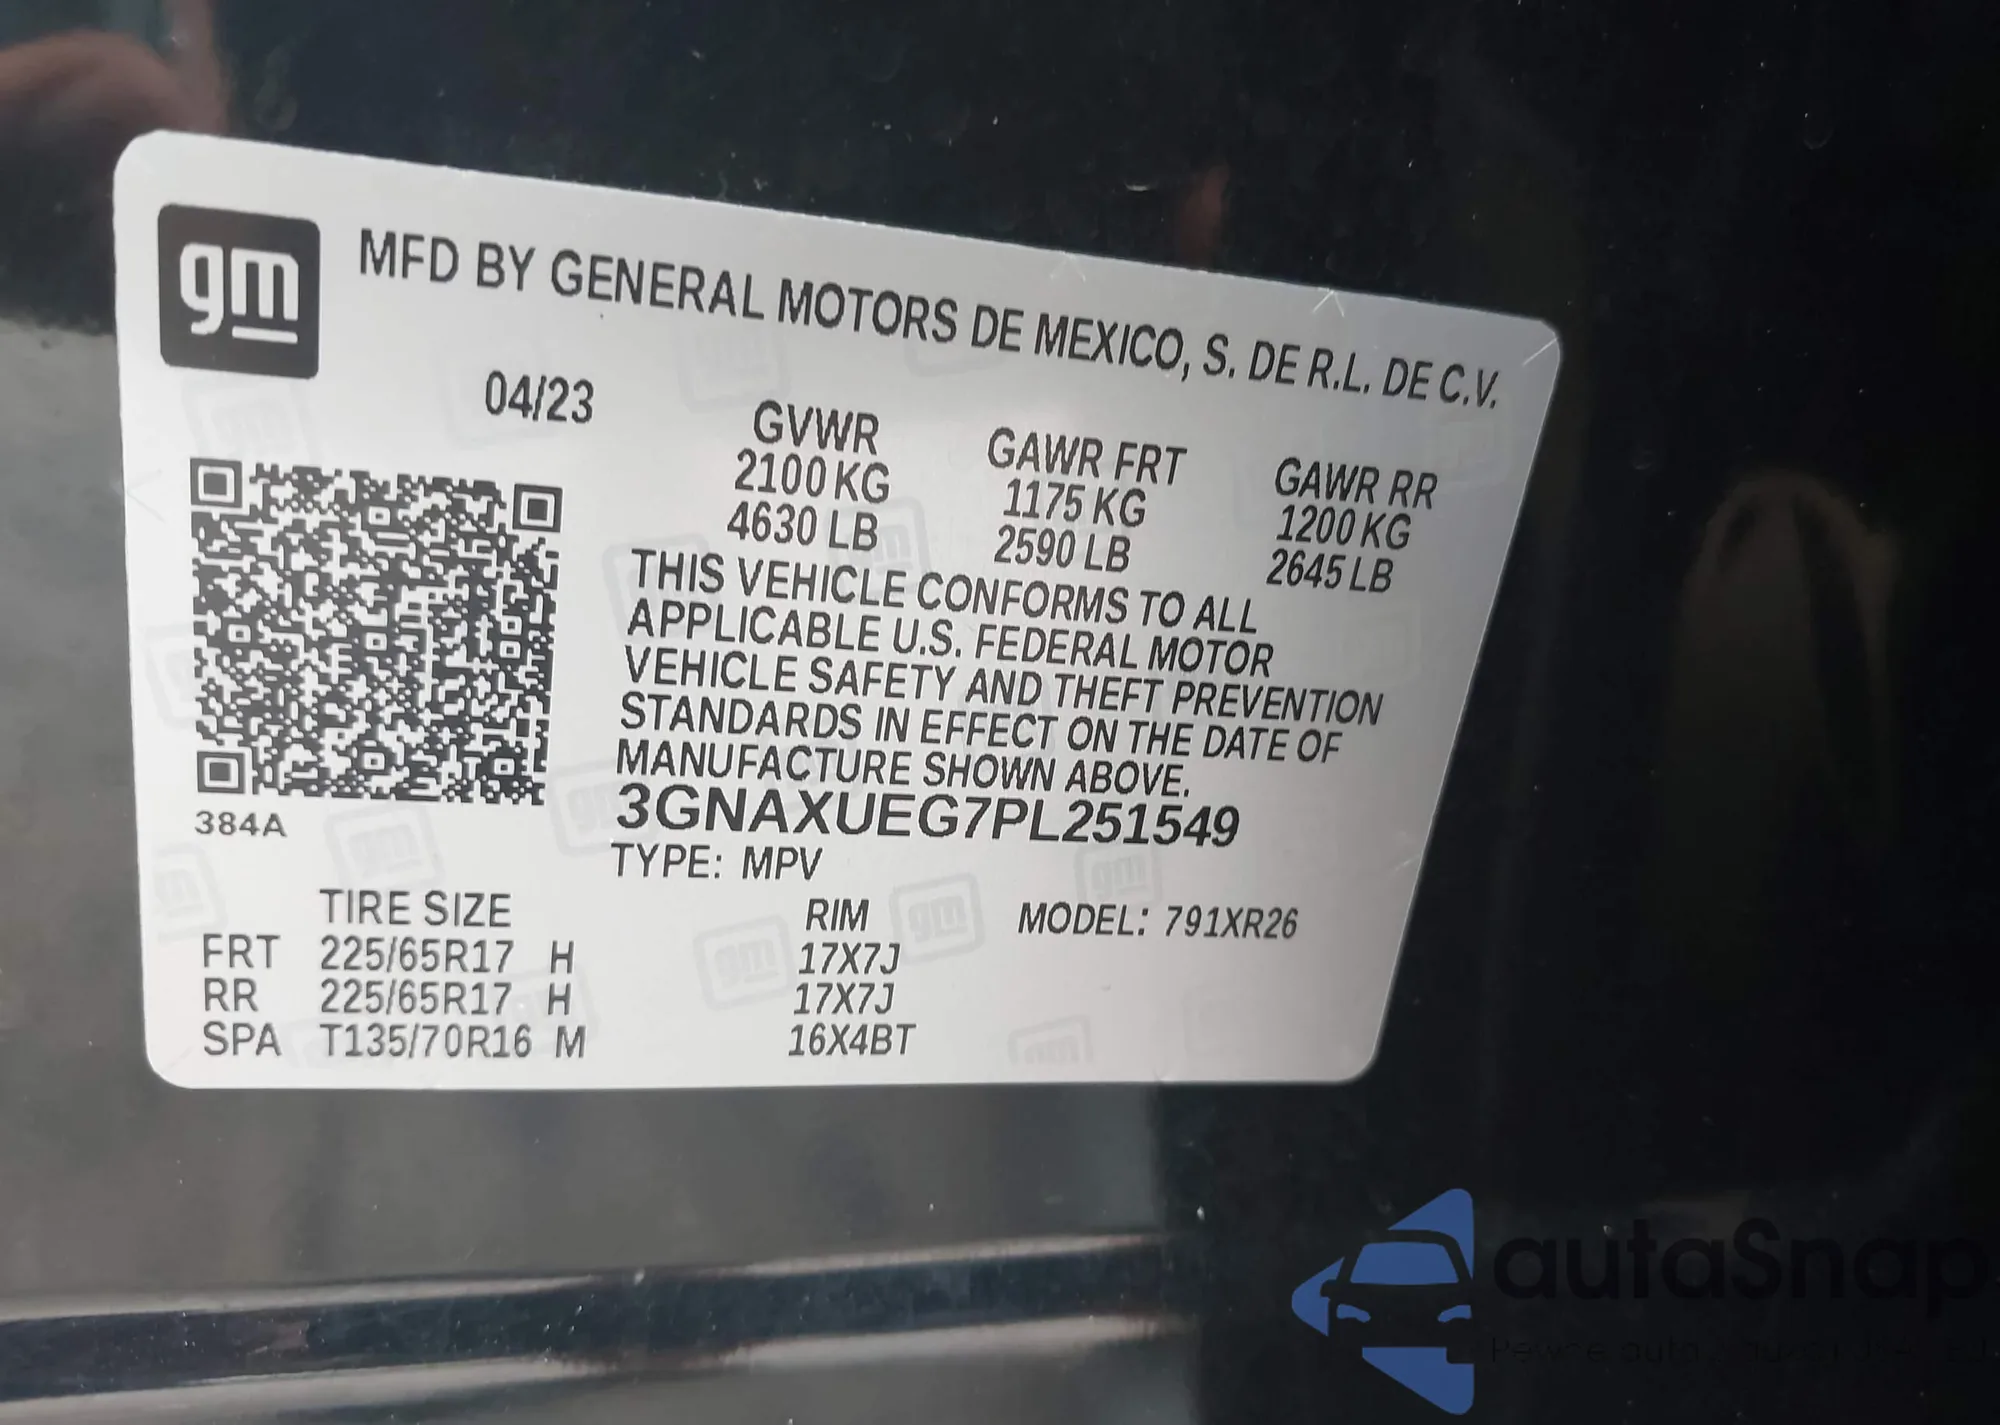 gm
MFD BY GENERAL MOTORS DE MEXICO, S. DE R.L. DE C.V.
04/23
GVWR GAWR FRT GAWR RR
2100 KG 1175 KG 1200 KG
4630 LB 2590 LB 2645 LB
THIS VEHICLE CONFORMS TO ALL
APPLICABLE U.S. FEDERAL MOTOR
VEHICLE SAFETY AND THEFT PREVENTION
STANDARDS IN EFFECT ON THE DATE OF
MANUFACTURE SHOWN ABOVE.
3GNAXUEG7PL251549
384A
TYPE: MPV
TIRE SIZE RIM MODEL: 791XR26
FRT 225/65R17 H 17X7J
RR 225/65R17 H 17X7J
SPA T135/70R16 M 16X4BT
autaSnap